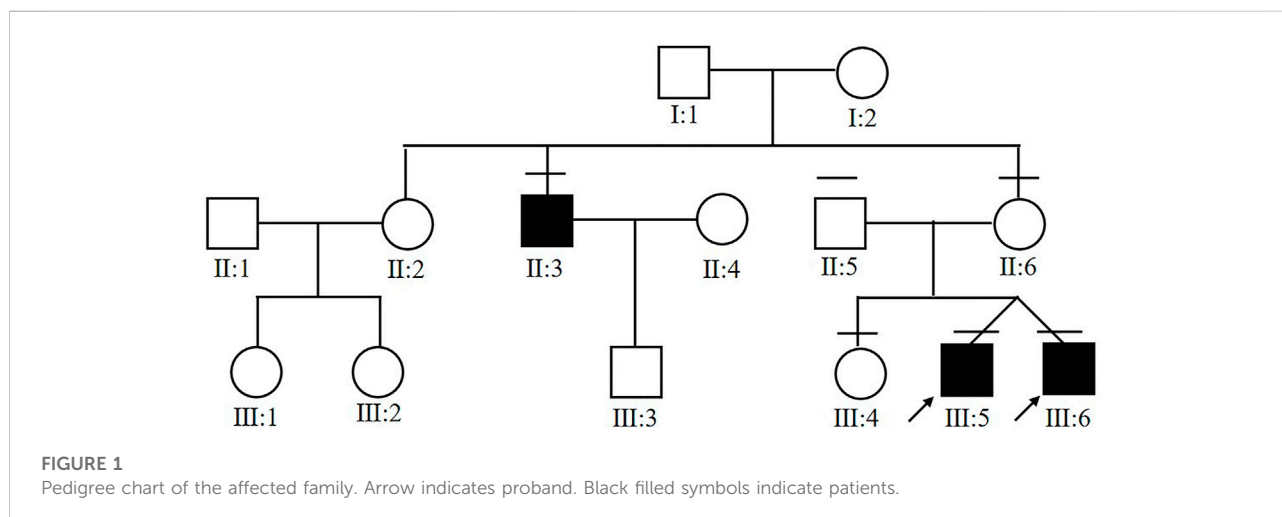 I:1 I:2
II:1 II:2 II:3 II:4 II:5 II:6
III:1 III:2 III:3 III:4 III:5 III:6
FIGURE 1
Pedigree chart of the affected family. Arrow indicates proband. Black filled symbols indicate patients.